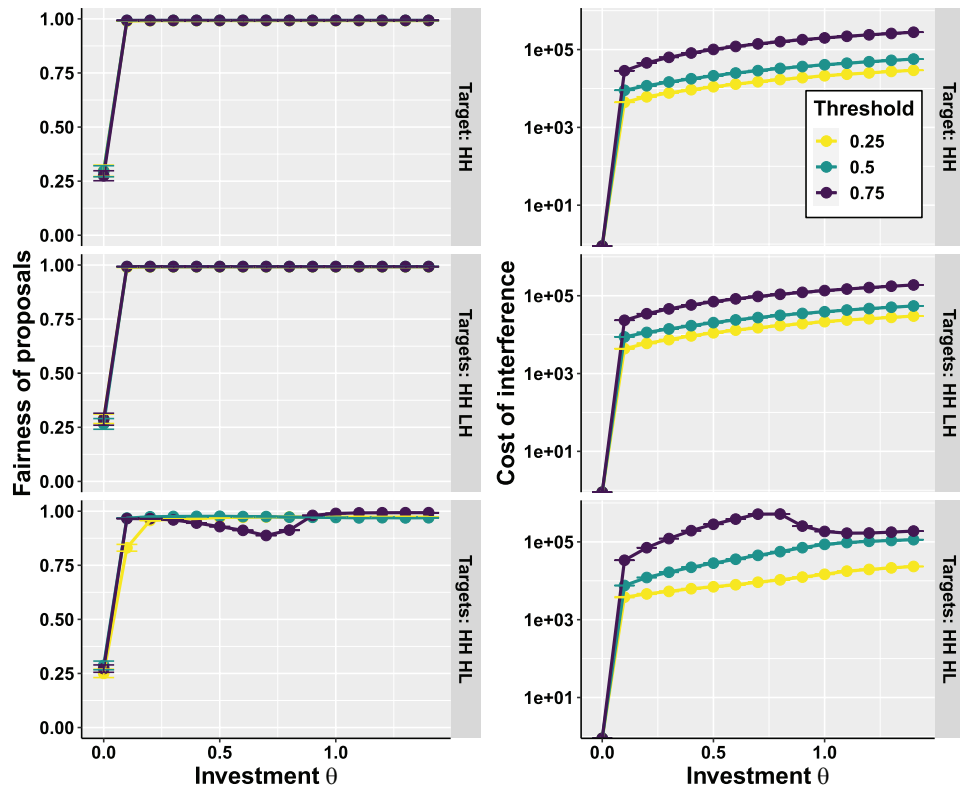 Fairness of proposals
1.00
0.75
0.50
0.25
0.00
Target: HH
1.00
0.75
0.50
0.25
0.00
Targets: HH LH
1.00
0.75
0.50
0.25
0.00
Targets: HH HL
0.0
0.5
1.0
Investment θ
Cost of interference
1e+05
1e+03
1e+01
Target: HH
Threshold
0.25
0.5
0.75
1e+05
1e+03
1e+01
Targets: HH LH
1e+05
1e+03
1e+01
Targets: HH HL
0.0
0.5
1.0
Investment θ